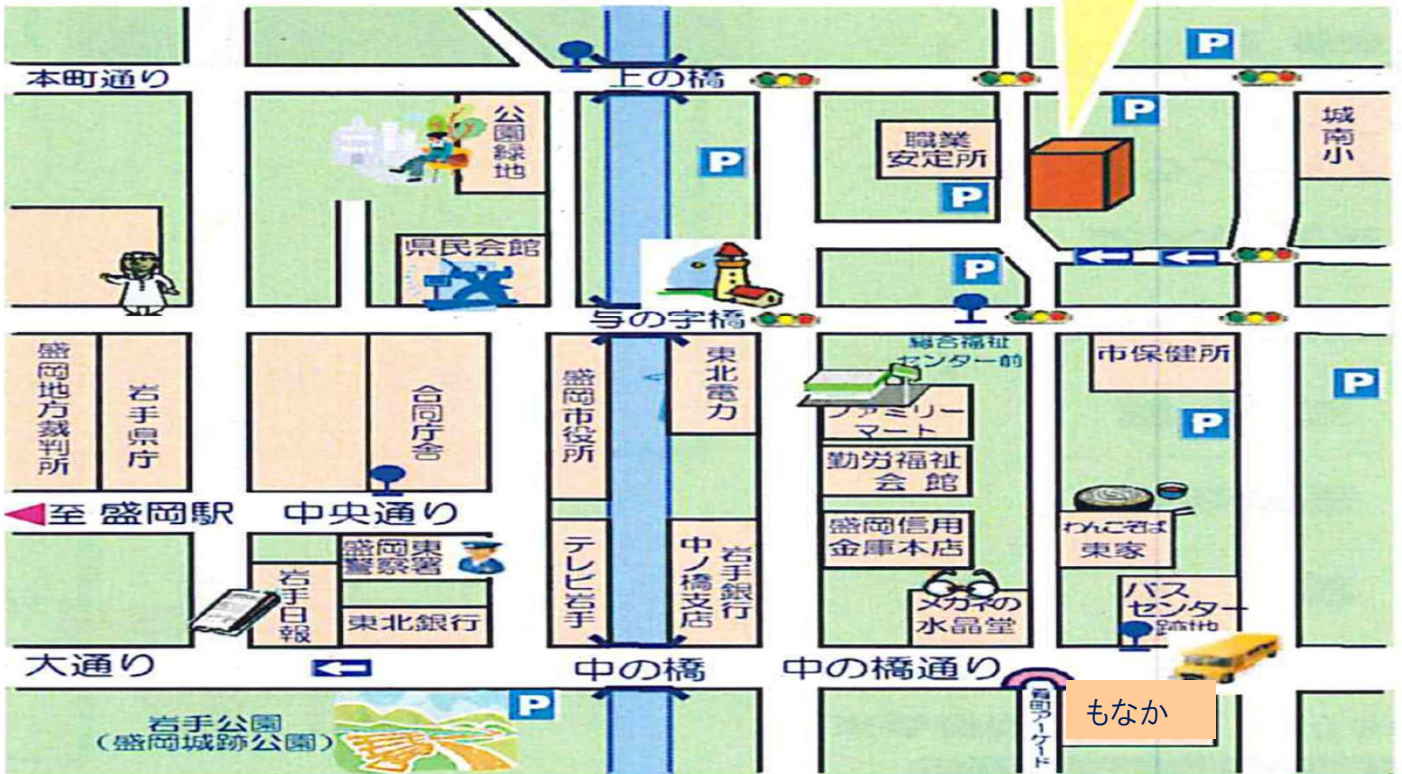 P
本町通り
上の橋
公園緑地
P
P
職業
安定所
P
城南小
県民会館
P
与の字橋
盛岡地方裁判所
岩手県庁
合同庁舎
盛岡市役所
東北電力
総合福祉
センター前
ファミリー
マート
市保健所
P
P
勤労福祉
会館
至 盛岡駅
中央通り
盛岡信用
金庫本店
わんこそば
東家
盛岡東
警察署
岩手日報
東北銀行
テレビ岩手
岩手銀行
中ノ橋支店
メガネの
水晶堂
バス
センター
跡地
大通り
中の橋
中の橋通り
岩手公園
(盛岡城跡公園)
P
肴町アーケード
もなか